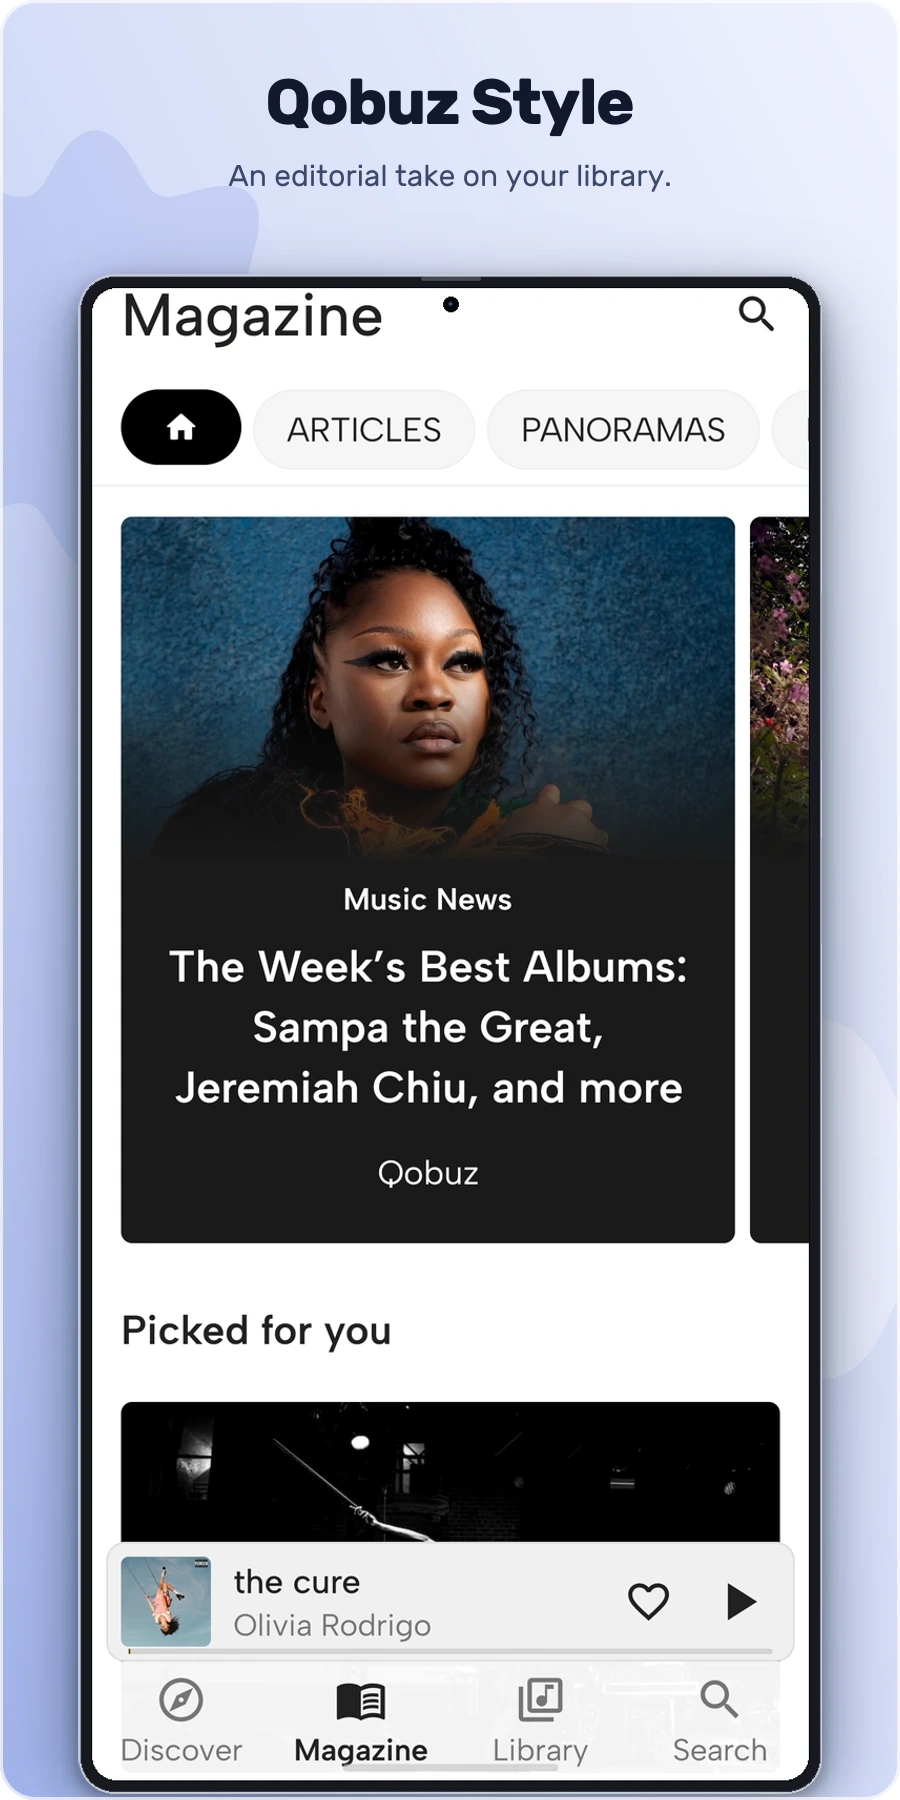 Qobuz Style
An editorial take on your library.
Magazine
ARTICLES
PANORAMAS
Music News
The Week’s Best Albums:
Sampa the Great,
Jeremiah Chiu, and more
Qobuz
Picked for you
the cure
Olivia Rodrigo
Discover
Magazine
Library
Search